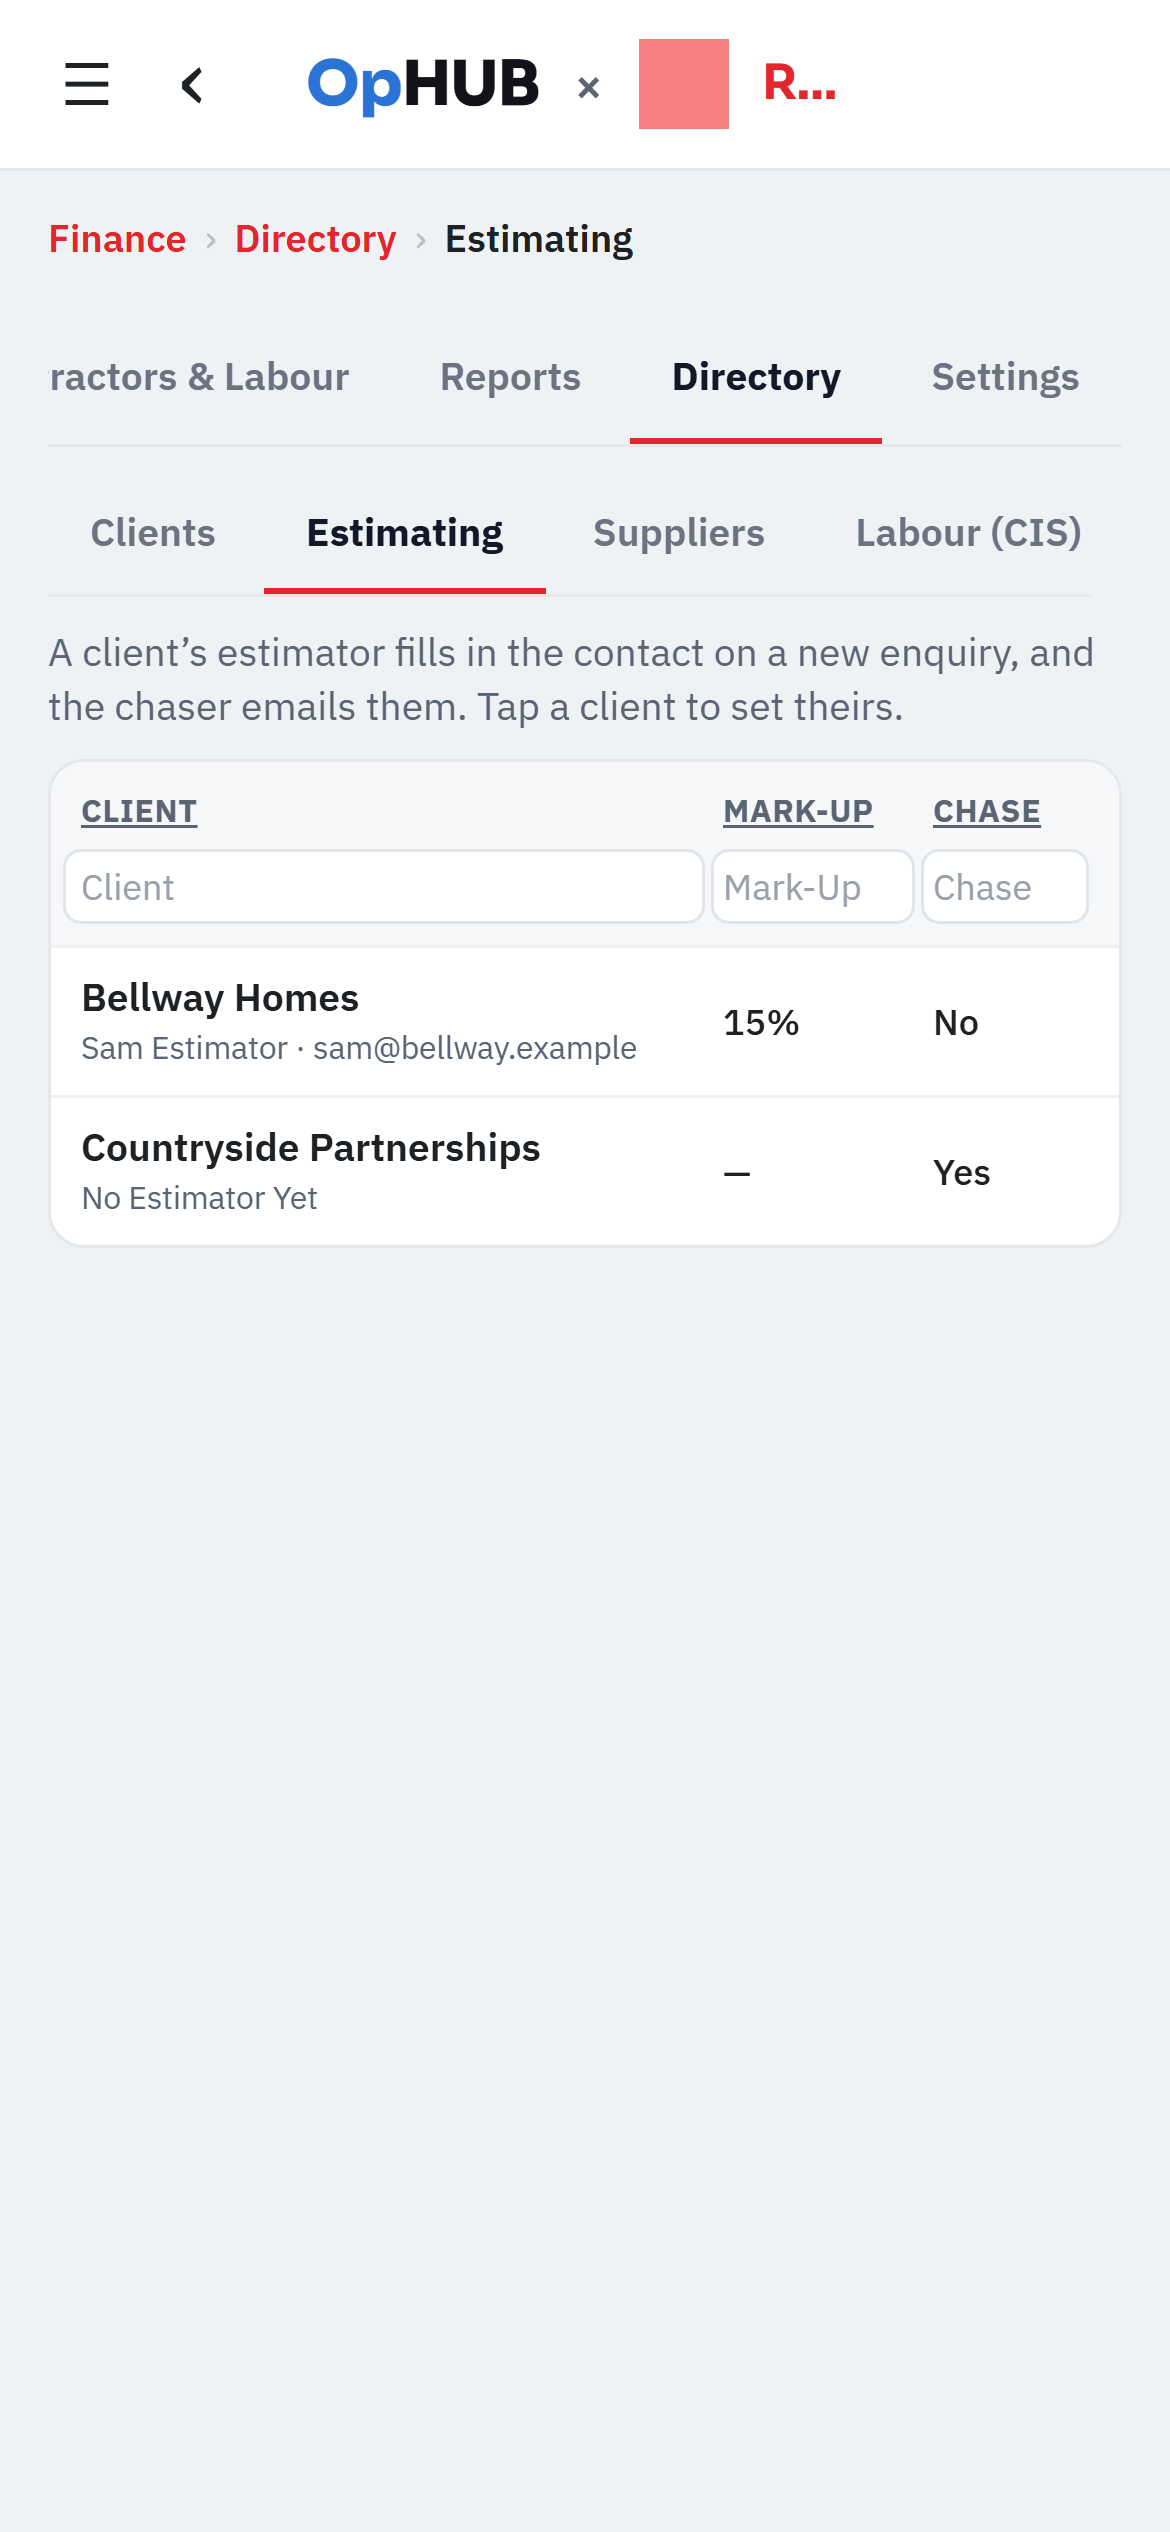 OpHUB × R...
Finance › Directory › Estimating
ractors & Labour Reports Directory Settings
Clients Estimating Suppliers Labour (CIS)
A client’s estimator fills in the contact on a new enquiry, and
the chaser emails them. Tap a client to set theirs.
CLIENT MARK-UP CHASE
Client Mark-Up Chase
Bellway Homes
Sam Estimator · sam@bellway.example
15% No
Countryside Partnerships
No Estimator Yet
— Yes